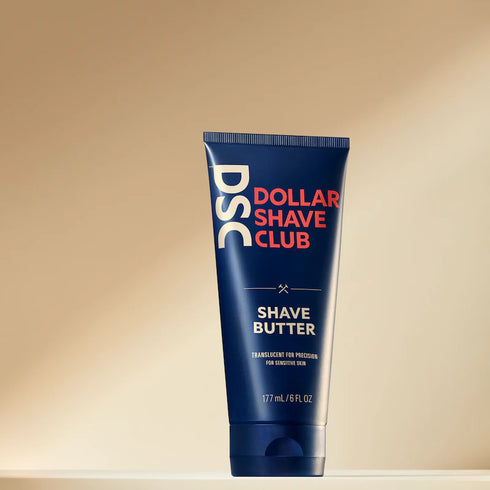 DSC
DOLLAR
SHAVE
CLUB
SHAVE
BUTTER
TRANSLUCENT FOR PRECISION
FOR SENSITIVE SKIN
177 mL/6 FL OZ